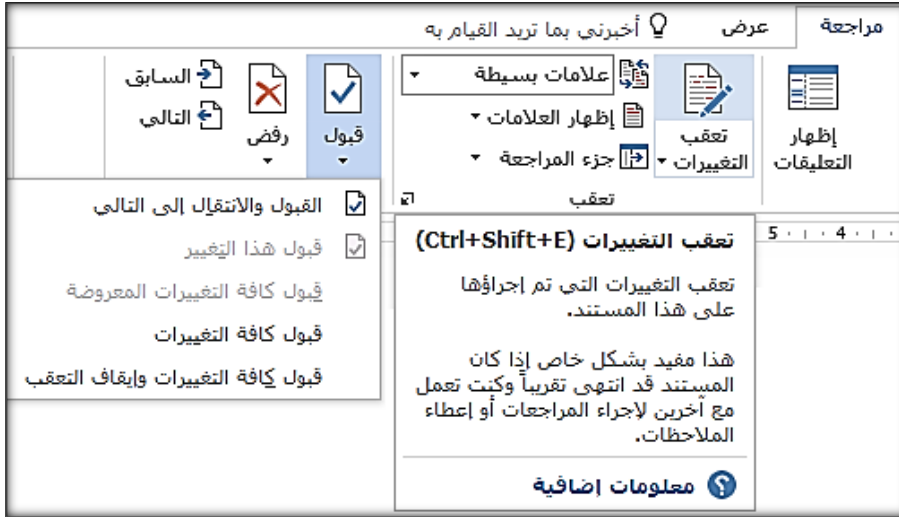 مراجعة
عرض
أخبرني بما تريد القيام به
إظهار
التعليقات
تعقب
التغييرات
علامات بسيطة
إظهار العلامات
جزء المراجعة
تعقب
قبول
رفض
السابق
التالي
القبول والانتقال إلى التالي
قبول هذا التغيير
قبول كافة التغييرات المعروضة
قبول كافة التغييرات
قبول كافة التغييرات وإيقاف التعقب
5 4
تعقب التغييرات (Ctrl+Shift+E)
تعقب التغييرات التي تم إجراؤها
على هذا المستند.
هذا مفيد بشكل خاص إذا كان
المستند قد انتهى تقريباً وكنت تعمل
مع آخرين لإجراء المراجعات أو إعطاء
الملاحظات.
معلومات إضافية